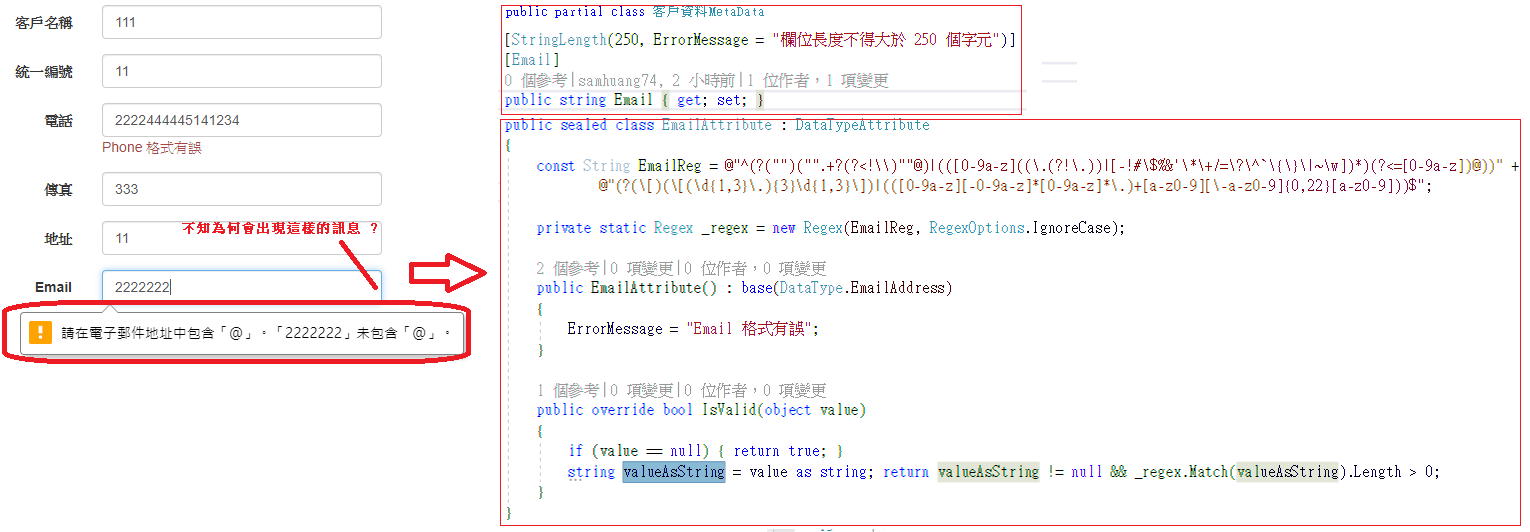 客戶名稱 111
統一編號 11
電話 2222444445141234
Phone 格式有誤
傳真 333
不知為何會出現這樣的訊息 ?
地址 11
Email 2222222
請在電子郵件地址中包含「@」。「2222222」未包含「@」。
public partial class 客戶資料MetaData
[StringLength(250, ErrorMessage = "欄位長度不得大於 250 個字元")]
[Email]
0 個參考|samhuang74, 2 小時前|1 位作者，1 項變更
public string Email { get; set; }
public sealed class EmailAttribute : DataTypeAttribute
{
const String EmailReg = @"^(?("")("".+?(?<!\\)""@)|(([0-9a-z]((\.(?!\.))|[-!#\$%&'\*\+/=\?\^`\{\}\|~\w])*)(?<=[0-9a-z])@))" +
@"(?(\[)(\[(\d{1,3}\.){3}\d{1,3}\])|(([0-9a-z][-0-9a-z]*[0-9a-z]*\.)+[a-z0-9][\-a-z0-9]{0,22}[a-z0-9]))$";
private static Regex _regex = new Regex(EmailReg, RegexOptions.IgnoreCase);
2 個參考|0 項變更|0 位作者，0 項變更
public EmailAttribute() : base(DataType.EmailAddress)
{
ErrorMessage = "Email 格式有誤";
}
1 個參考|0 項變更|0 位作者，0 項變更
public override bool IsValid(object value)
{
if (value == null) { return true; }
string valueAsString = value as string; return valueAsString != null && _regex.Match(valueAsString).Length > 0;
}
}